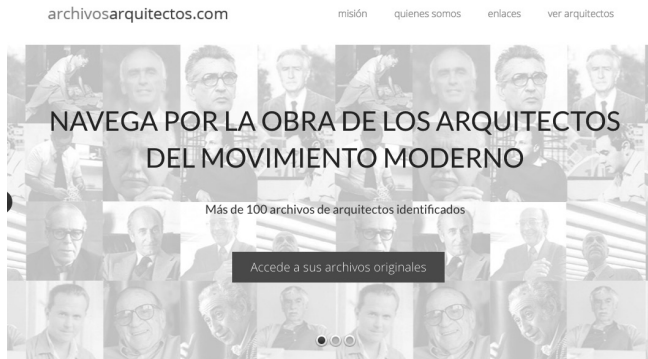 archivosarquitectos.com
misión quienes somos enlaces ver arquitectos
NAVEGA POR LA OBRA DE LOS ARQUITECTOS
DEL MOVIMIENTO MODERNO
Más de 100 archivos de arquitectos identificados
Accede a sus archivos originales